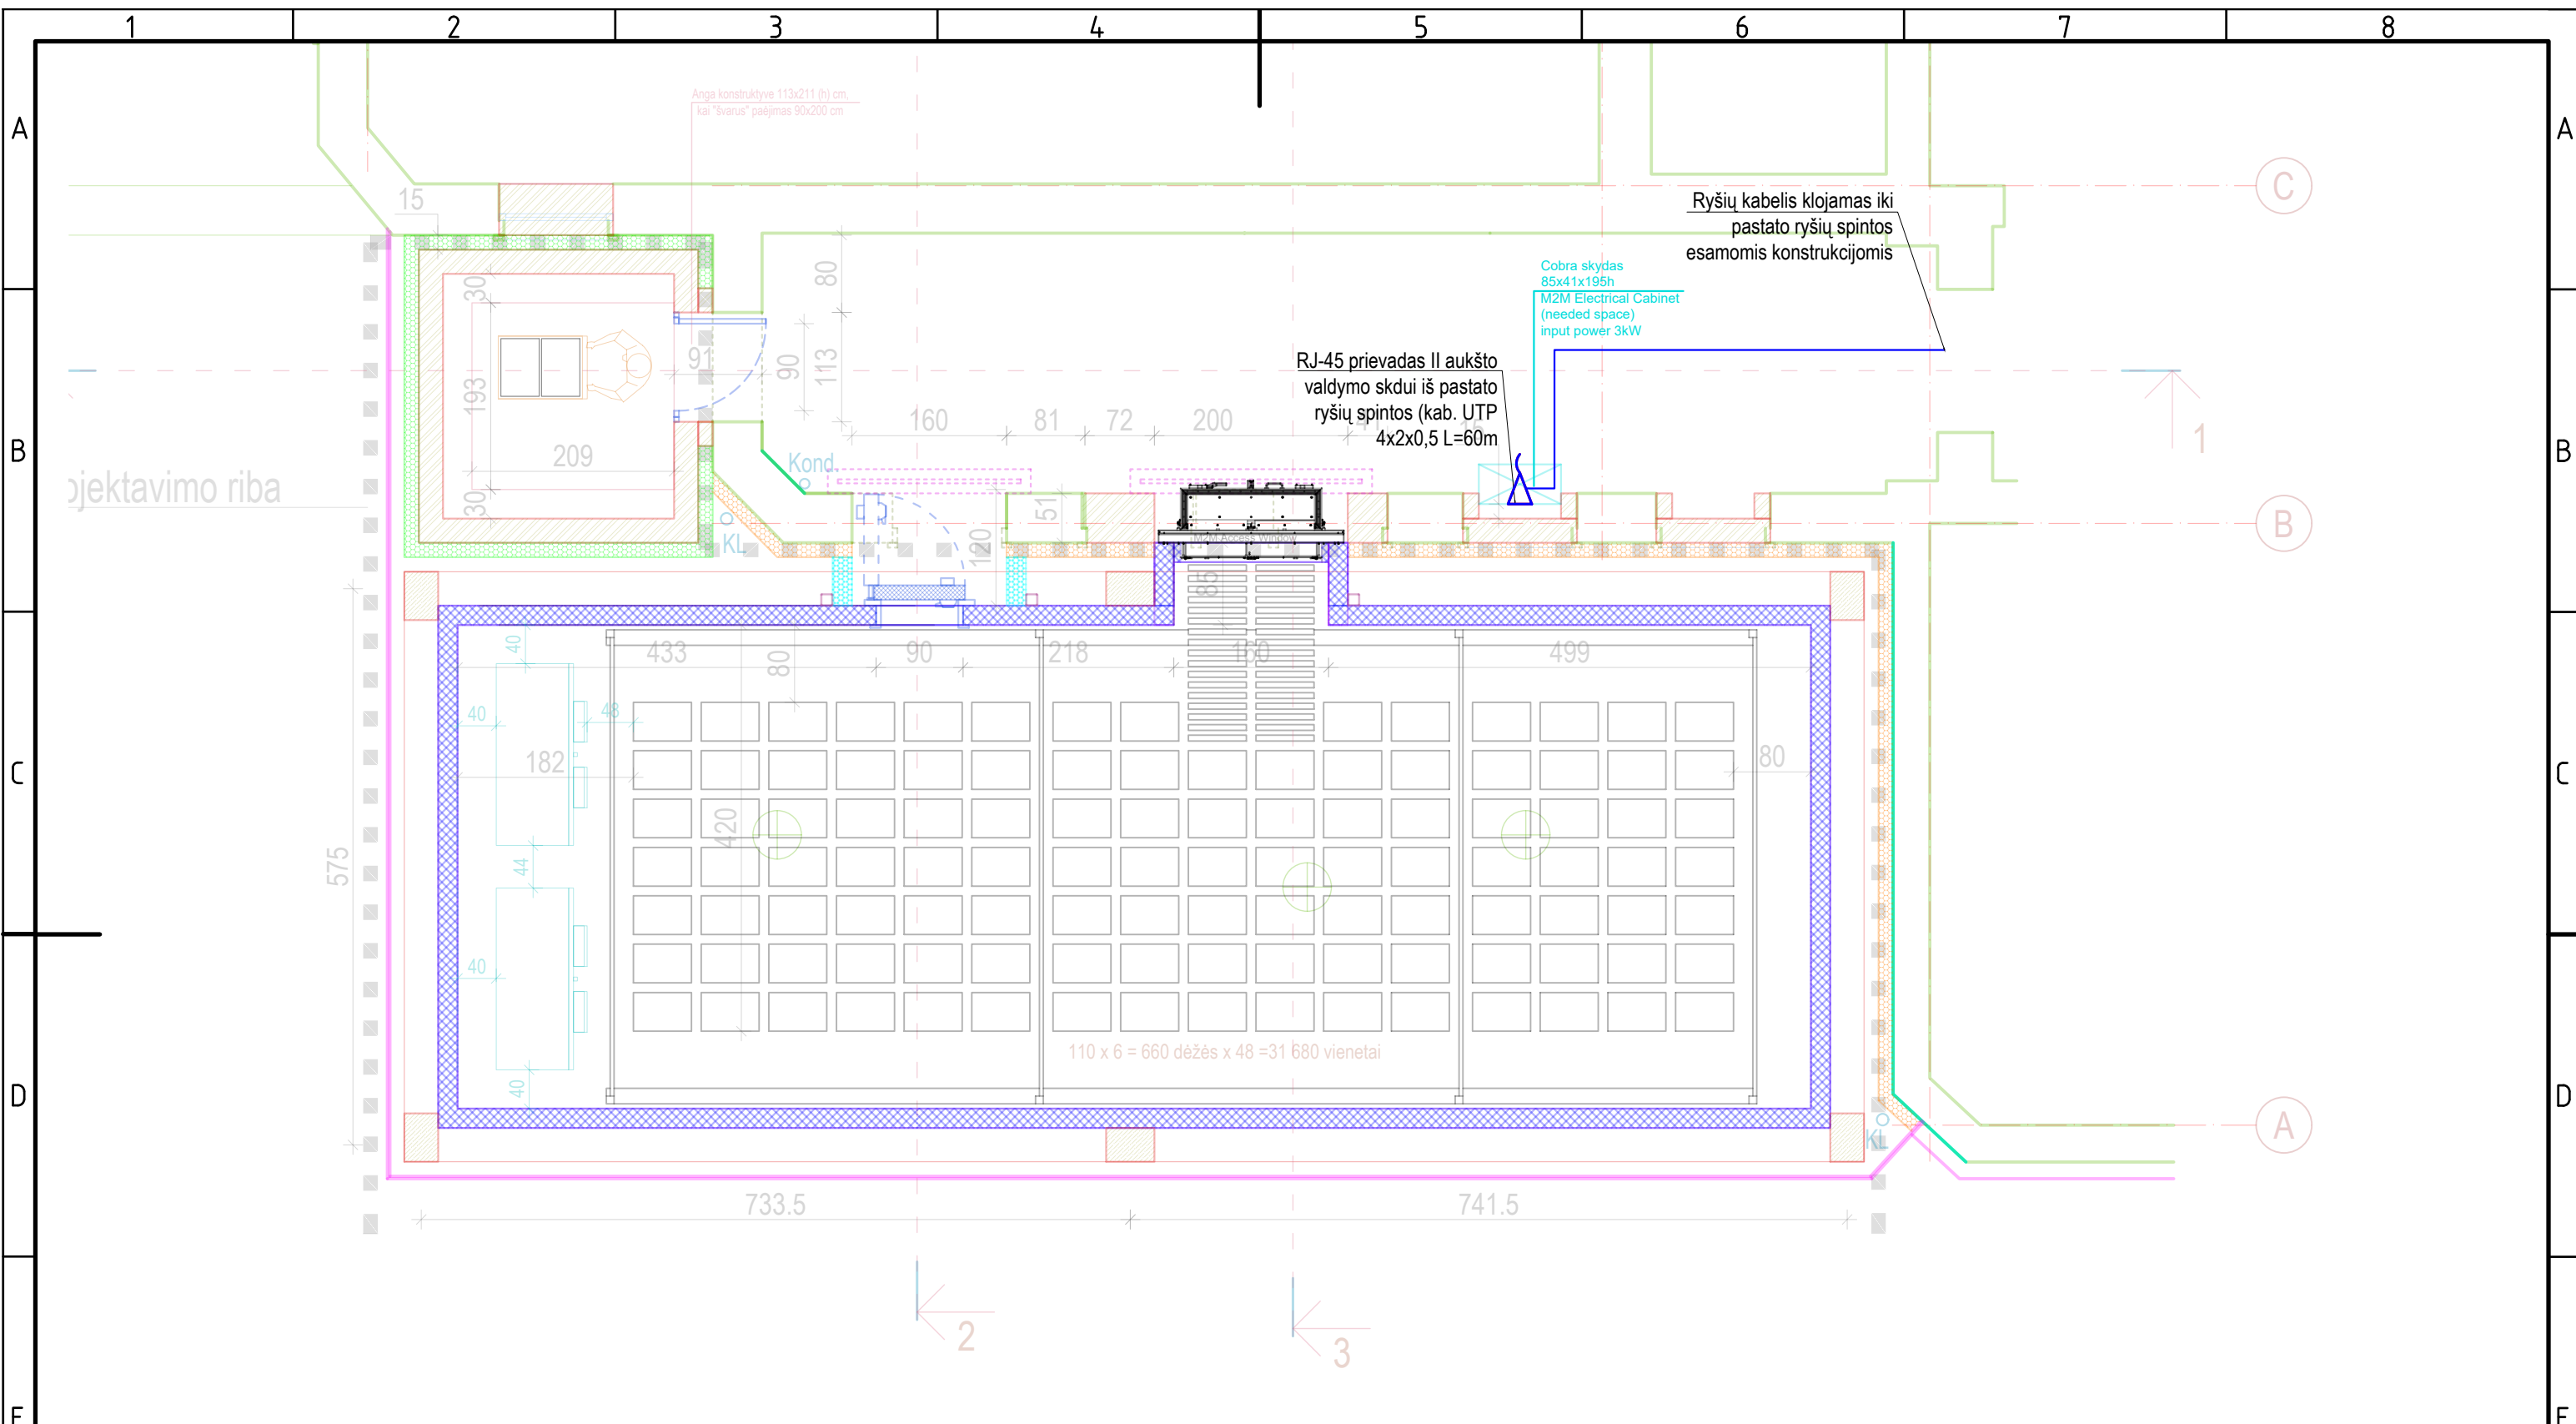 1 2 3 4 5 6 7 8
A A
Anga konstruktyve 113x211 (h) cm,
kai "švarus" paėjimas 90x200 cm
C
15
Ryšių kabelis klojamas iki
pastato ryšių spintos
esamomis konstrukcijomis
Cobra skydas
85x41x195h
M2M Electrical Cabinet
(needed space)
input power 3kW
30
80
91
90
113
193
RJ-45 prievadas II aukšto
valdymo skdui iš pastato
ryšių spintos (kab. UTP
4x2x0,5 L=60m
1
B B
160 81 72 200
209
Kond.
ojektavimo riba
30
51
B
KL
120
M2M Access Window
85
40
433 90 218 160 499
80
40 48
182 80
C C
420
575
44
40
110 x 6 = 660 dėžės x 48 =31 680 vienetai
40
D D
A
KL
733.5 741.5
2 3